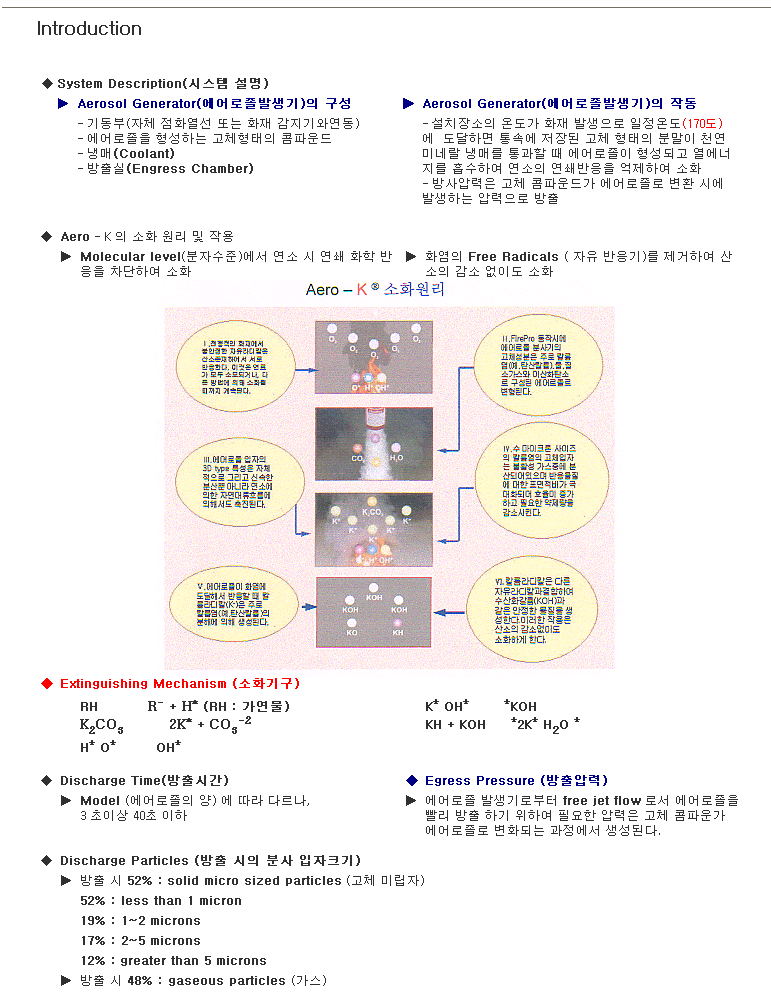 Introduction
◆ System Description(시스템 설명)
▶ Aerosol Generator(에어로졸발생기)의 구성
- 기동부(자체 점화열선 또는 화재 감지기와연동)
- 에어로졸을 형성하는 고체형태의 콤파운드
- 냉매(Coolant)
- 방출실(Engress Chamber)
▶ Aerosol Generator(에어로졸발생기)의 작동
- 설치장소의 온도가 화재 발생으로 일정온도(170도)
에 도달하면 통속에 저장된 고체 형태의 분말이 천연
미네랄 냉매를 통과할 때 에어로졸이 형성되고 열에너
지를 흡수하여 연소의 연쇄반응을 억제하여 소화
- 방사압력은 고체 콤파운드가 에어로졸로 변환 시에
발생하는 압력으로 방출
◆ Aero - K 의 소화 원리 및 작용
▶ Molecular level(분자수준)에서 연소 시 연쇄 화학 반
응을 차단하여 소화
▶ 화염의 Free Radicals ( 자유 반응기)를 제거하여 산
소의 감소 없이도 소화
Aero – K ® 소화원리
Ⅰ.전형적인 화재에서
불안정한 자유라디칼은
산소존재하에서 서로
반응한다. 이것은 연료
가 모두 소모되거나, 다
른 방법에 의해 소화될
때까지 계속된다.
O₂ O₂ O₂ O₂ O₂
O* H* OH*
Ⅱ.FirePro 동작시에
에어로졸 분사기의
고체성분은 주로 칼륨
염(예.탄산칼륨).물.질
소가스와 이산화탄소
로 구성된 에어로졸로
변형된다.
CO₂ H₂O
Ⅲ.에어로졸 입자의
3D type 특성은 자체
적으로 그리고 신속한
분산뿐 아니라 연소에
의한 자연대류흐름에
의해서도 촉진된다.
Ⅳ.수 마이크론 사이즈
의 칼륨염의 고체입자
는 불활성 가스중에 분
산되어있으며 반응물질
에 대한 표면적비가 극
대화되어 효율이 증가
하고 필요한 약제량을
감소시킨다.
K₂CO₃
K* K*
K* K*
K*
O* H* OH*
Ⅴ.에어로졸이 화염에
도달해서 반응할 때 칼
륨라디칼(K·)은 주로
칼륨염(예.탄산칼륨)의
분해에 의해 생성된다.
KOH
KOH KOH
KO KH
Ⅵ.칼륨라디칼은 다른
자유라디칼과결합하여
수산화칼륨(KOH)과
같은 안정한 물질을 생
성한다.이러한 작용은
산소의 감소없이도
소화하게 한다.
◆ Extinguishing Mechanism (소화기구)
RH R⁻ + H* (RH : 가연물)
K₂CO₃ 2K* + CO₃⁻²
H* O* OH*
K* OH* *KOH
KH + KOH *2K* H₂O *
◆ Discharge Time(방출시간)
▶ Model (에어로졸의 양) 에 따라 다르나,
3 초이상 40초 이하
◆ Egress Pressure (방출압력)
▶ 에어로졸 발생기로부터 free jet flow 로서 에어로졸을
빨리 방출 하기 위하여 필요한 압력은 고체 콤파운가
에어로졸로 변화되는 과정에서 생성된다.
◆ Discharge Particles (방출 시의 분사 입자크기)
▶ 방출 시 52% : solid micro sized particles (고체 미립자)
52% : less than 1 micron
19% : 1~2 microns
17% : 2~5 microns
12% : greater than 5 microns
▶ 방출 시 48% : gaseous particles (가스)